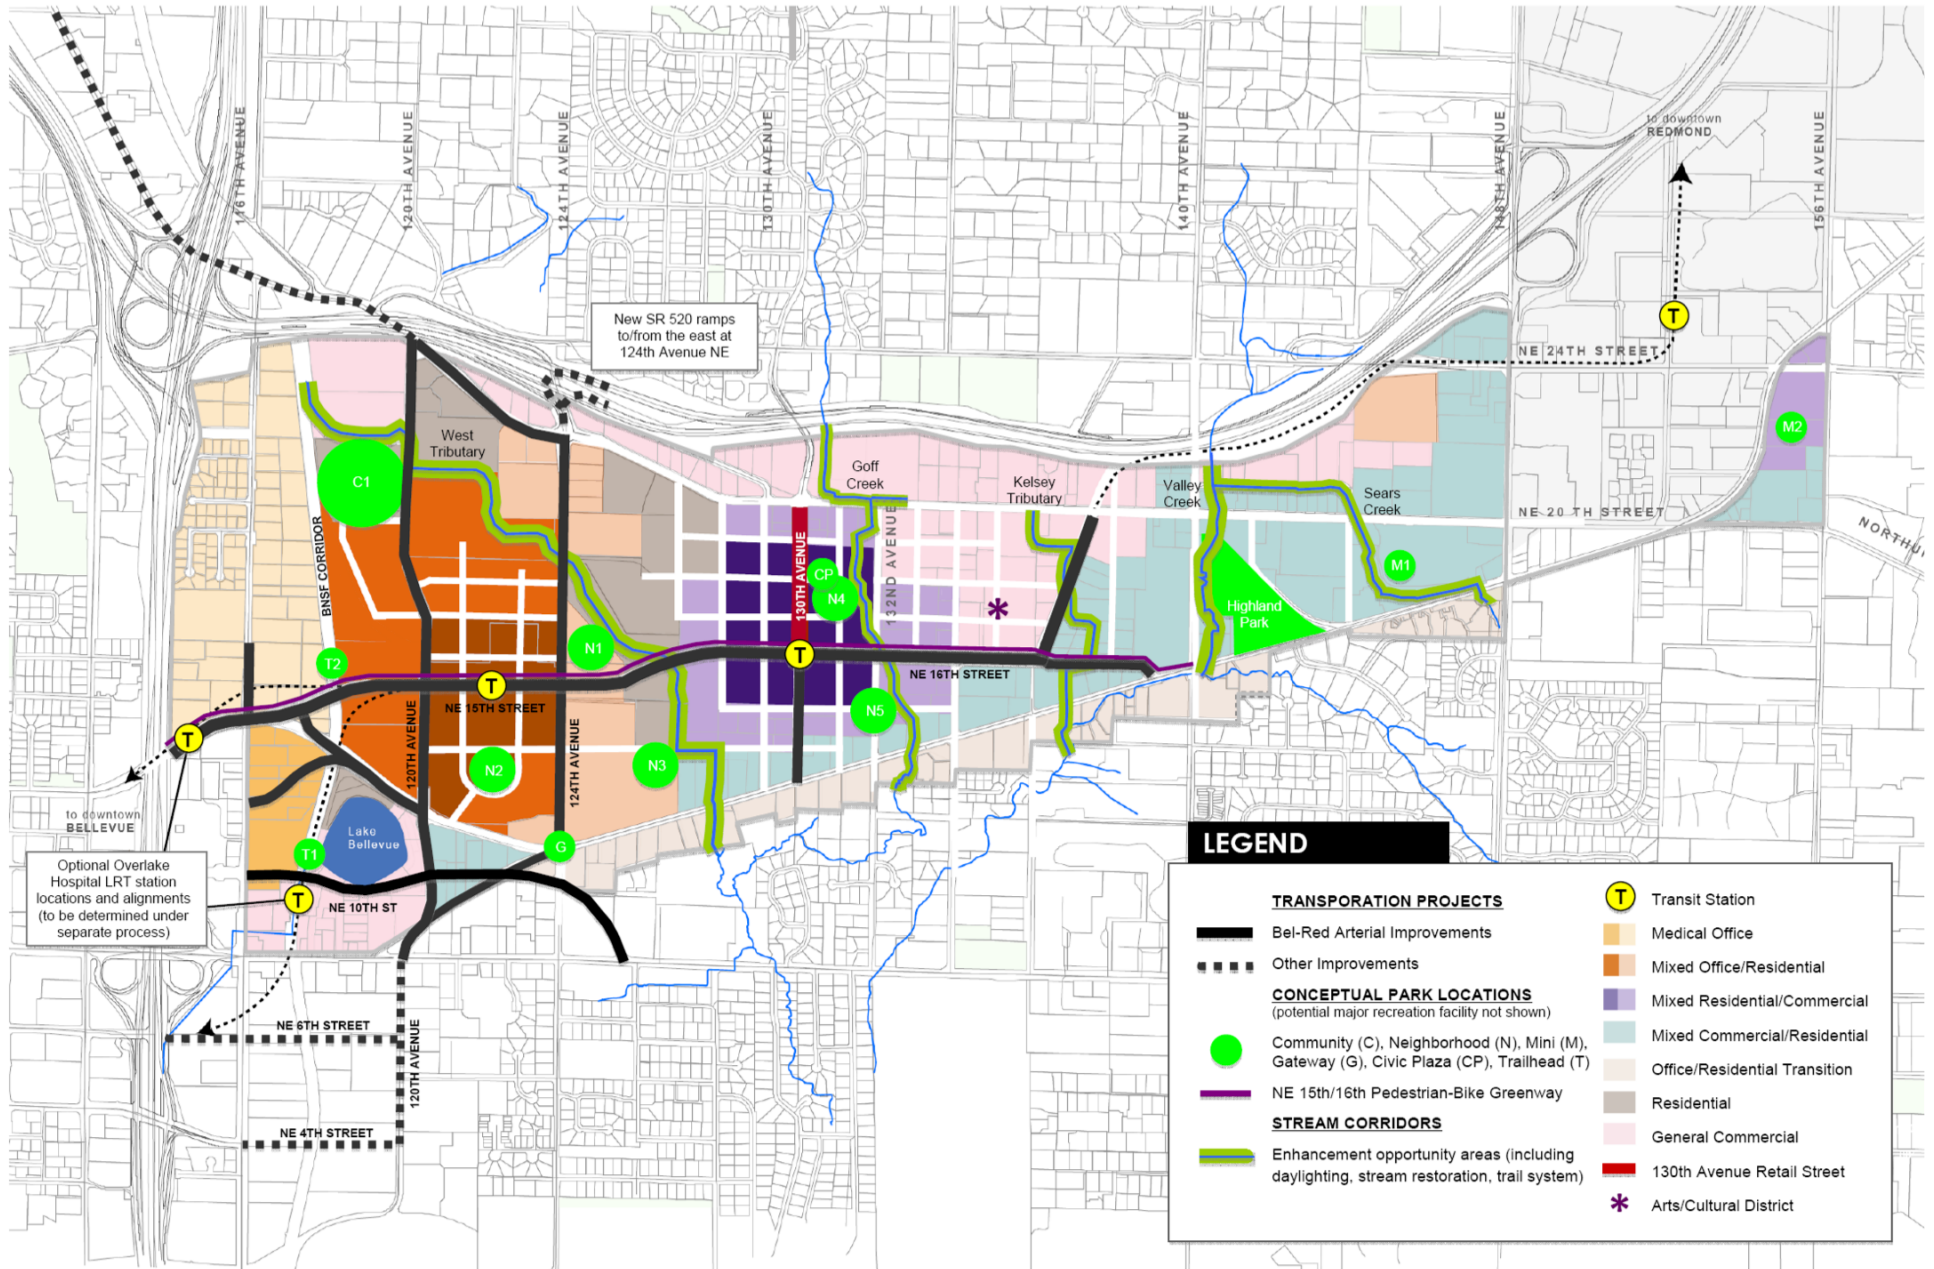 116TH AVENUE
120TH AVENUE
124TH AVENUE
130TH AVENUE
140TH AVENUE
148TH AVENUE
156TH AVENUE
to downtown
REDMOND
New SR 520 ramps
to/from the east at
124th Avenue NE
T
NE 24TH STREET
M2
West
Tributary
C1
Goff
Creek
Kelsey
Tributary
Valley
Creek
Sears
Creek
NE 20 TH STREET
BNSF CORRIDOR
130TH AVENUE
132ND AVENUE
CP
N4
M1
Highland
Park
*
N1
T2
T
T
NE 16TH STREET
NE 15TH STREET
T
N5
120TH AVENUE
124TH AVENUE
N2
N3
to downtown
BELLEVUE
Lake
Bellevue
T1
G
Optional Overlake
Hospital LRT station
locations and alignments
(to be determined under
separate process)
T
NE 10TH ST
NE 6TH STREET
120TH AVENUE
NE 4TH STREET
LEGEND
TRANSPORATION PROJECTS
Bel-Red Arterial Improvements
Other Improvements
CONCEPTUAL PARK LOCATIONS
(potential major recreation facility not shown)
Community (C), Neighborhood (N), Mini (M),
Gateway (G), Civic Plaza (CP), Trailhead (T)
NE 15th/16th Pedestrian-Bike Greenway
STREAM CORRIDORS
Enhancement opportunity areas (including
daylighting, stream restoration, trail system)
T Transit Station
Medical Office
Mixed Office/Residential
Mixed Residential/Commercial
Mixed Commercial/Residential
Office/Residential Transition
Residential
General Commercial
130th Avenue Retail Street
* Arts/Cultural District